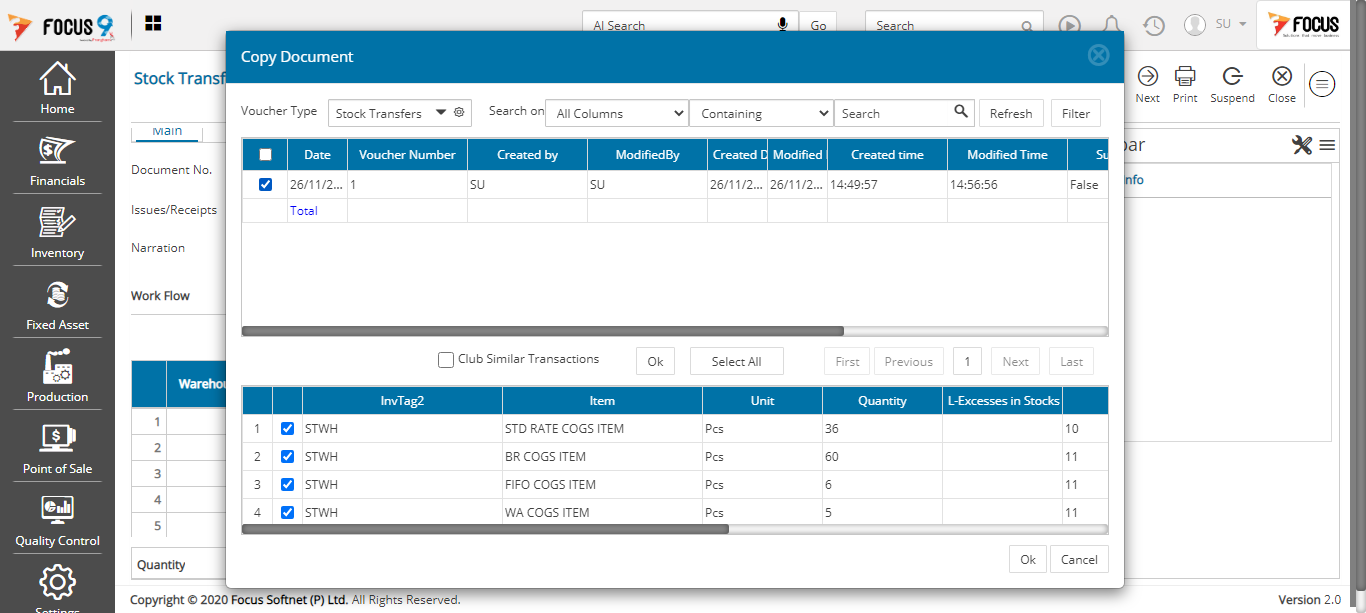 FOCUS 9
AI Search
Go
Search
SU
FOCUS
Home
Financials
Inventory
Fixed Asset
Production
Point of Sale
Quality Control
Settings
Stock Transf
Next
Print
Suspend
Close
Main
Document No.
Issues/Receipts
Narration
Work Flow
Warehou
1
2
3
4
5
Quantity
bar
nfo
Copy Document
Voucher Type
Stock Transfers
Search on
All Columns
Containing
Search
Refresh
Filter
Date Voucher Number Created by ModifiedBy Created D Modified Created time Modified Time Su
26/11/2... 1 SU SU 26/11/2... 26/11/2... 14:49:57 14:56:56 False
Total
Club Similar Transactions
Ok
Select All
First
Previous
1
Next
Last
InvTag2 Item Unit Quantity L-Excesses in Stocks
1 STWH STD RATE COGS ITEM Pcs 36 10
2 STWH BR COGS ITEM Pcs 60 11
3 STWH FIFO COGS ITEM Pcs 6 11
4 STWH WA COGS ITEM Pcs 5 11
Ok
Cancel
Copyright © 2020 Focus Softnet (P) Ltd. All Rights Reserved.
Version 2.0